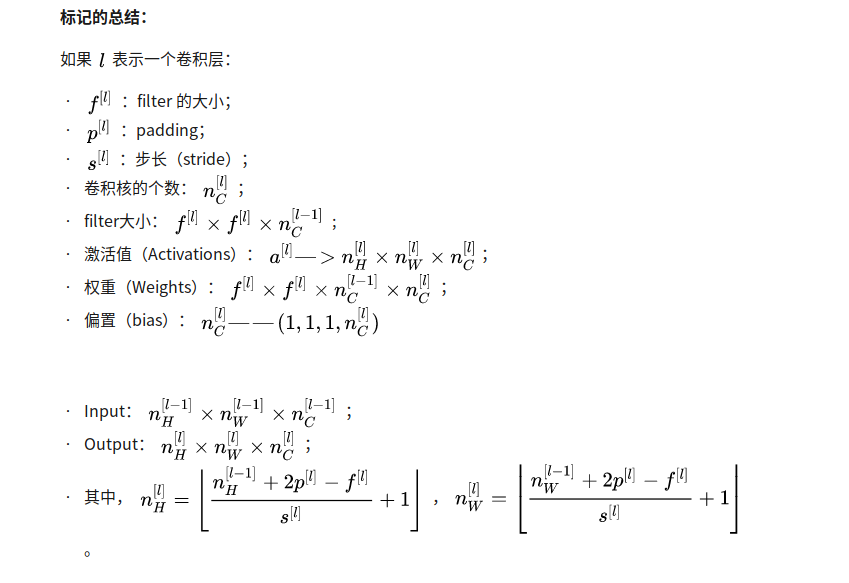 标记的总结：
如果 $l$ 表示一个卷积层：
· $f^{[l]}$ ：filter 的大小；
· $p^{[l]}$ ：padding；
· $s^{[l]}$ ：步长（stride）；
· 卷积核的个数： $n_C^{[l]}$ ；
· filter大小： $f^{[l]} \times f^{[l]} \times n_C^{[l-1]}$ ；
· 激活值（Activations）： $a^{[l]} —> n_H^{[l]} \times n_W^{[l]} \times n_C^{[l]}$ ；
· 权重（Weights）： $f^{[l]} \times f^{[l]} \times n_C^{[l-1]} \times n_C^{[l]}$ ；
· 偏置（bias）： $n_C^{[l]} —— (1,1,1,n_C^{[l]})$
· Input： $n_H^{[l-1]} \times n_W^{[l-1]} \times n_C^{[l-1]}$ ；
· Output： $n_H^{[l]} \times n_W^{[l]} \times n_C^{[l]}$ ；
· 其中， $n_H^{[l]} = \left\lfloor \frac{n_H^{[l-1]} + 2p^{[l]} - f^{[l]}}{s^{[l]}} + 1 \right\rfloor$ ， $n_W^{[l]} = \left\lfloor \frac{n_W^{[l-1]} + 2p^{[l]} - f^{[l]}}{s^{[l]}} + 1 \right\rfloor$
。